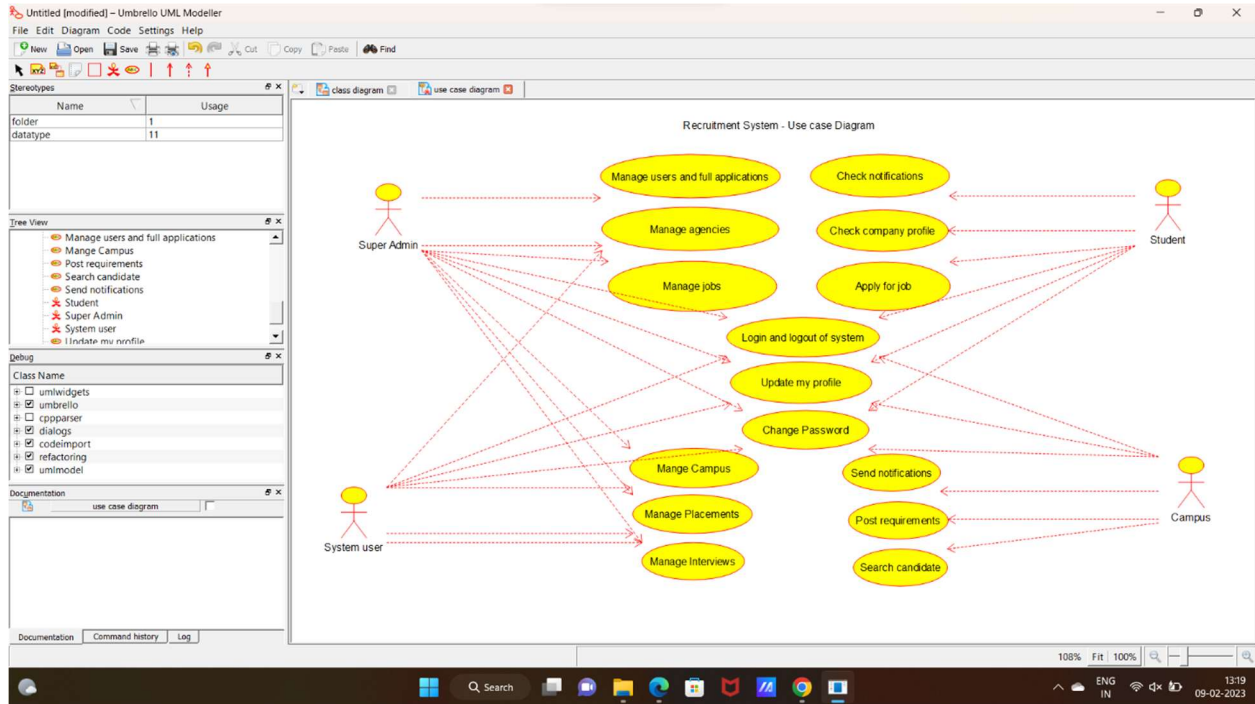 Untitled [modified] – Umbrello UML Modeller
File Edit Diagram Code Settings Help
New Open Save Cut Copy Paste Find
XYZ
Stereotypes
Name Usage
folder 1
datatype 11
Tree View
Manage users and full applications
Mange Campus
Post requirements
Search candidate
Send notifications
Student
Super Admin
System user
Update my profile
Debug
Class Name
umlwidgets
umbrello
cppparser
dialogs
codeimport
refactoring
umlmodel
Documentation
use case diagram
Documentation Command history Log
class diagram use case diagram
Recruitment System - Use case Diagram
Manage users and full applications
Check notifications
Manage agencies
Check company profile
Super Admin
Student
Manage jobs
Apply for job
Login and logout of system
Update my profile
Change Password
Mange Campus
Send notifications
Manage Placements
Post requirements
Campus
System user
Manage Interviews
Search candidate
108% Fit 100%
Search
ENG
IN
13:19
09-02-2023